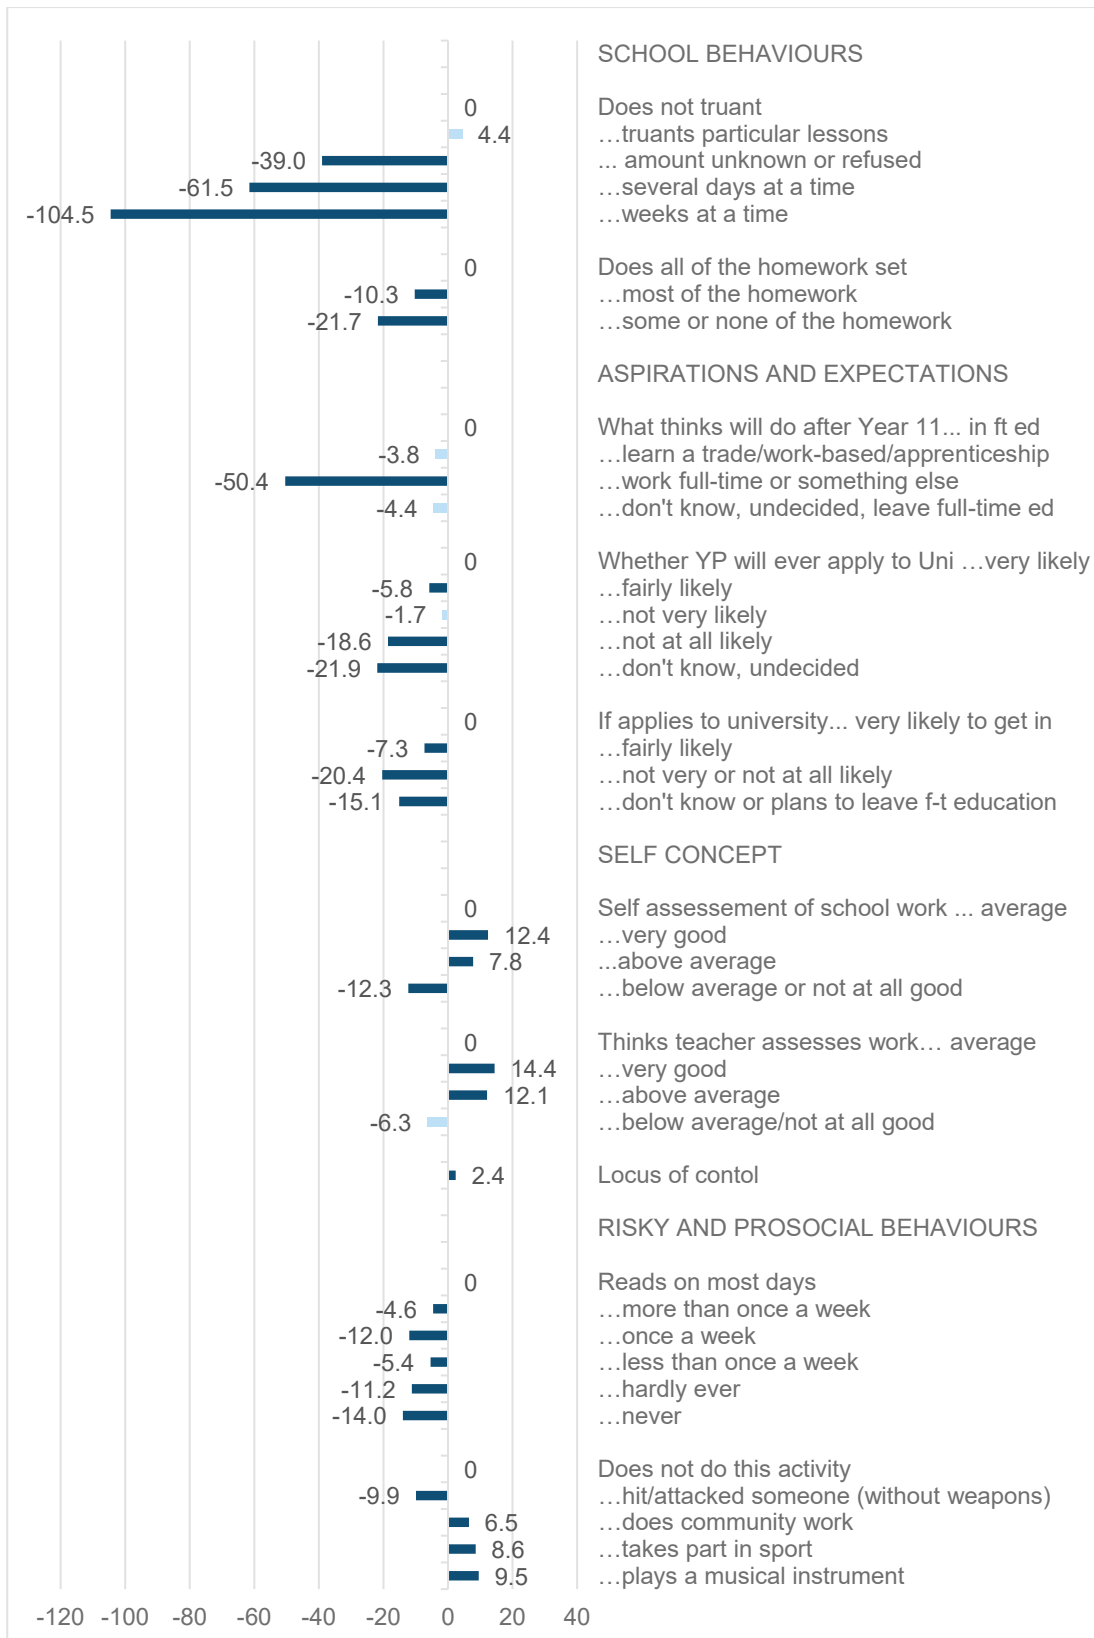 SCHOOL BEHAVIOURS
0 Does not truant
4.4 …truants particular lessons
-39.0 ... amount unknown or refused
-61.5 …several days at a time
-104.5 …weeks at a time
0 Does all of the homework set
-10.3 …most of the homework
-21.7 …some or none of the homework
ASPIRATIONS AND EXPECTATIONS
0 What thinks will do after Year 11... in ft ed
-3.8 …learn a trade/work-based/apprenticeship
-50.4 …work full-time or something else
-4.4 …don't know, undecided, leave full-time ed
0 Whether YP will ever apply to Uni …very likely
-5.8 …fairly likely
-1.7 …not very likely
-18.6 …not at all likely
-21.9 …don't know, undecided
0 If applies to university... very likely to get in
-7.3 …fairly likely
-20.4 …not very or not at all likely
-15.1 …don't know or plans to leave f-t education
SELF CONCEPT
0 Self assessement of school work ... average
12.4 …very good
7.8 ...above average
-12.3 …below average or not at all good
0 Thinks teacher assesses work… average
14.4 …very good
12.1 …above average
-6.3 …below average/not at all good
2.4 Locus of contol
RISKY AND PROSOCIAL BEHAVIOURS
0 Reads on most days
-4.6 …more than once a week
-12.0 …once a week
-5.4 …less than once a week
-11.2 …hardly ever
-14.0 …never
0 Does not do this activity
-9.9 …hit/attacked someone (without weapons)
6.5 …does community work
8.6 …takes part in sport
9.5 …plays a musical instrument
-120 -100 -80 -60 -40 -20 0 20 40